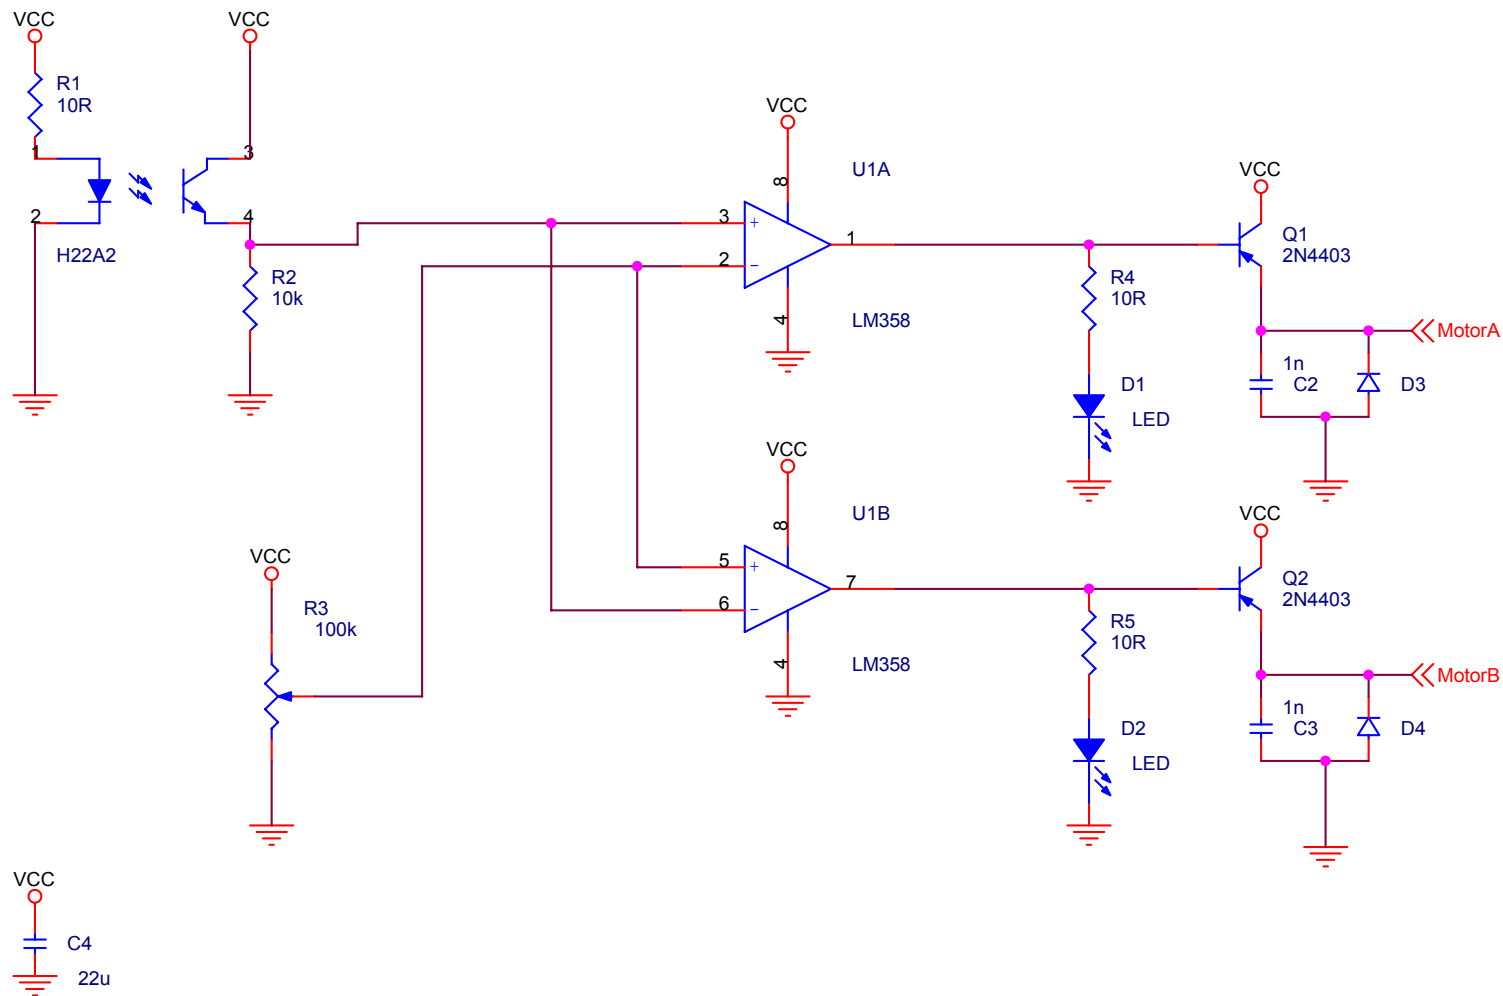 VCC
VCC
R1
10R
1
2
3
4
H22A2
R2
10k
VCC
8
U1A
3
+
2
-
1
4
LM358
VCC
Q1
2N4403
R4
10R
MotorA
1n
C2
D3
D1
LED
VCC
8
U1B
5
+
6
-
7
4
LM358
VCC
Q2
2N4403
R5
10R
MotorB
1n
C3
D4
D2
LED
VCC
R3
100k
VCC
C4
22u